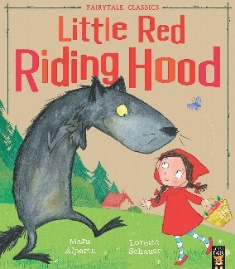 FAIRYTALE CLASSICS
Little Red
Riding Hood
Mara Alperin
Loretta Schauer